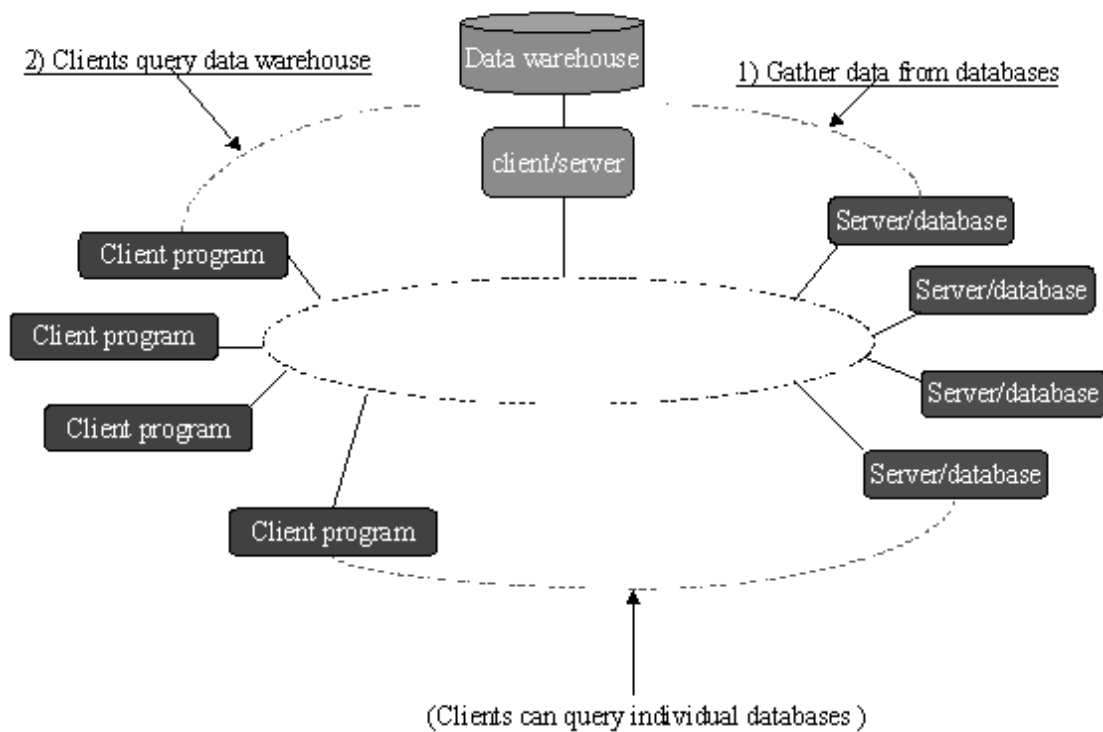 2) Clients query data warehouse
Data warehouse
1) Gather data from databases
client/server
Client program
Server/database
Client program
Server/database
Client program
Server/database
Client program
Server/database
(Clients can query individual databases )